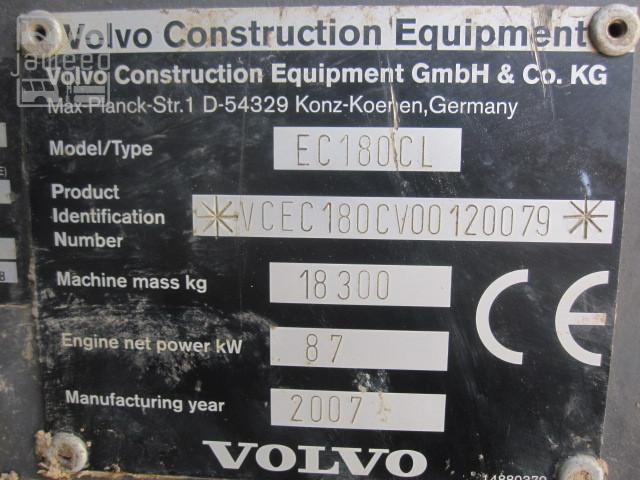 Volvo Construction Equipment
Volvo Construction Equipment GmbH & Co. KG
Max-Planck-Str.1 D-54329 Konz-Koenen,Germany
Model/Type EC180CL
Product
Identification
Number
*VCEC180CV00120079*
Machine mass kg 18300
Engine net power kW 87
Manufacturing year 2007
VOLVO